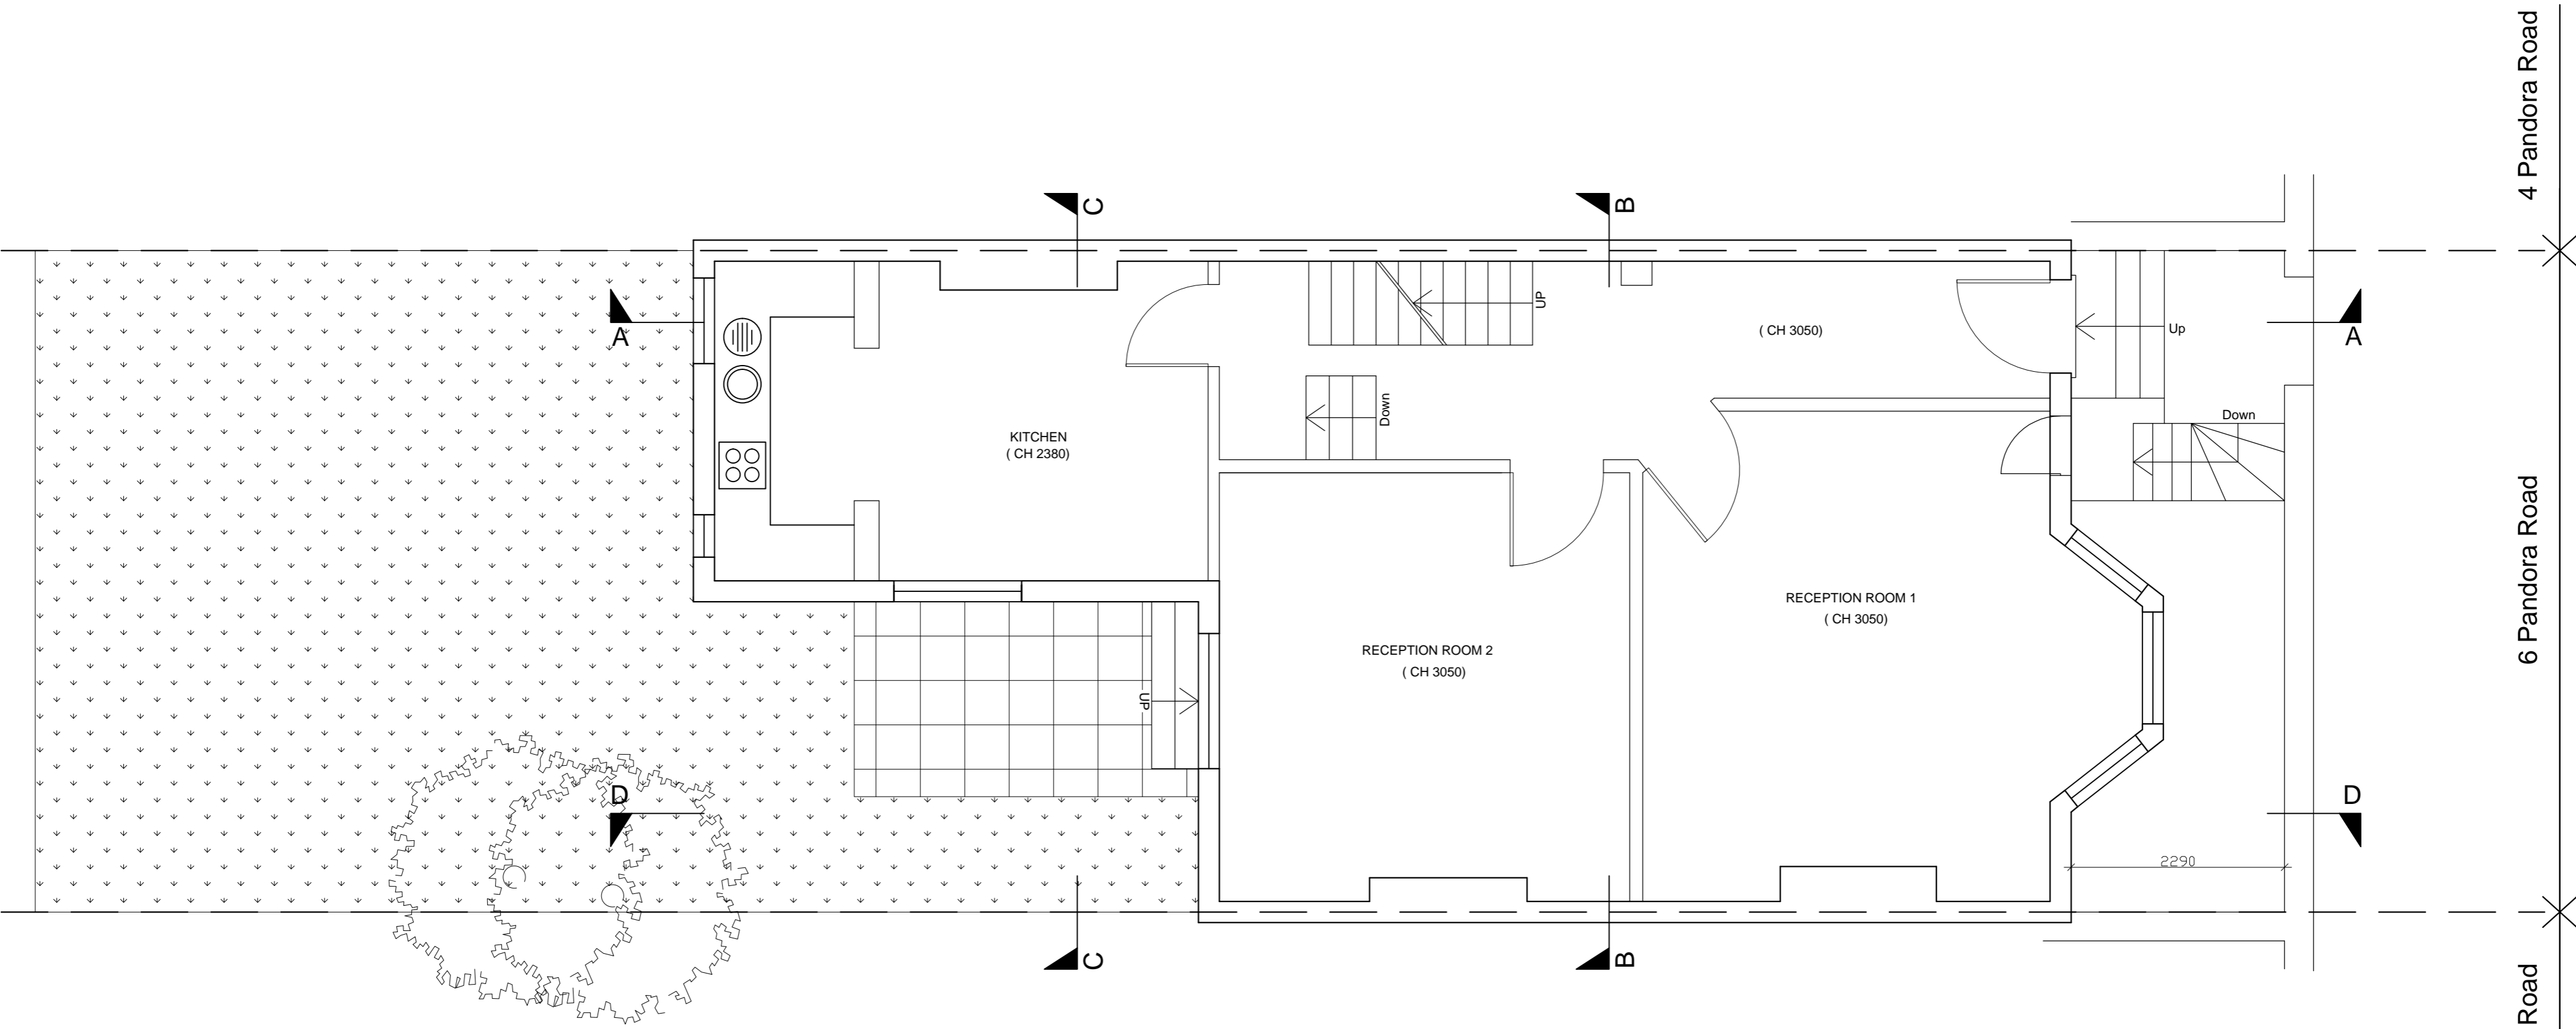 4 Pandora Road
C
B
A
UP
( CH 3050)
Up
A
Down
Down
KITCHEN
( CH 2380)
6 Pandora Road
RECEPTION ROOM 1
( CH 3050)
RECEPTION ROOM 2
( CH 3050)
UP
D
D
2290
C
B
Road